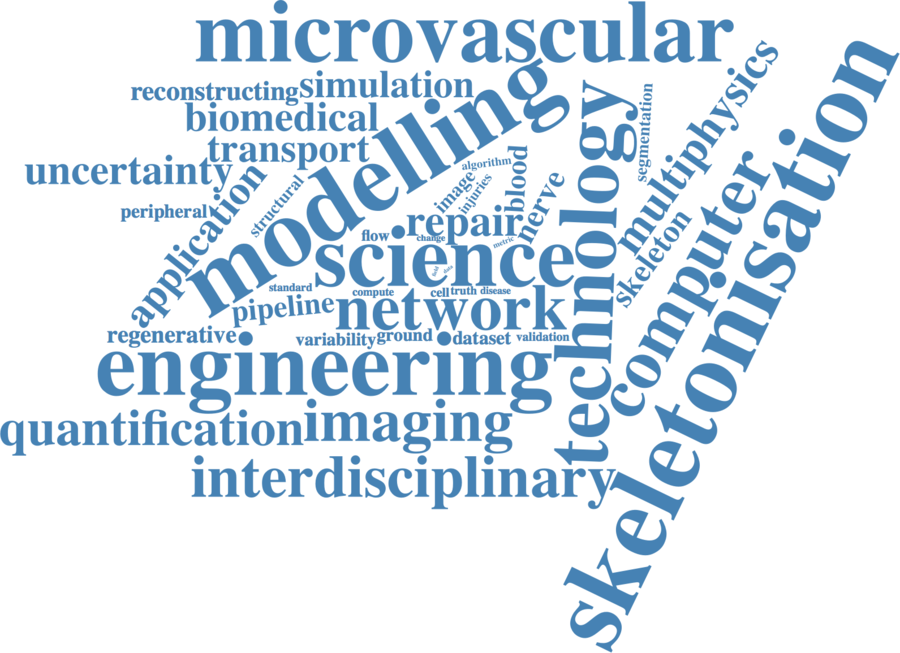 microvascular
reconstructing
simulation
biomedical
transport
uncertainty
modelling
technology
segmentation
multiphysics
skeletonisation
peripheral
application
structural
image
algorithm
injuries
blood
nerve
repair
flow
change
metric
science
skeleton
computer
standard
compute
cell
truth
disease
pipeline
network
regenerative
variability
ground
dataset
validation
engineering
quantification
imaging
interdisciplinary